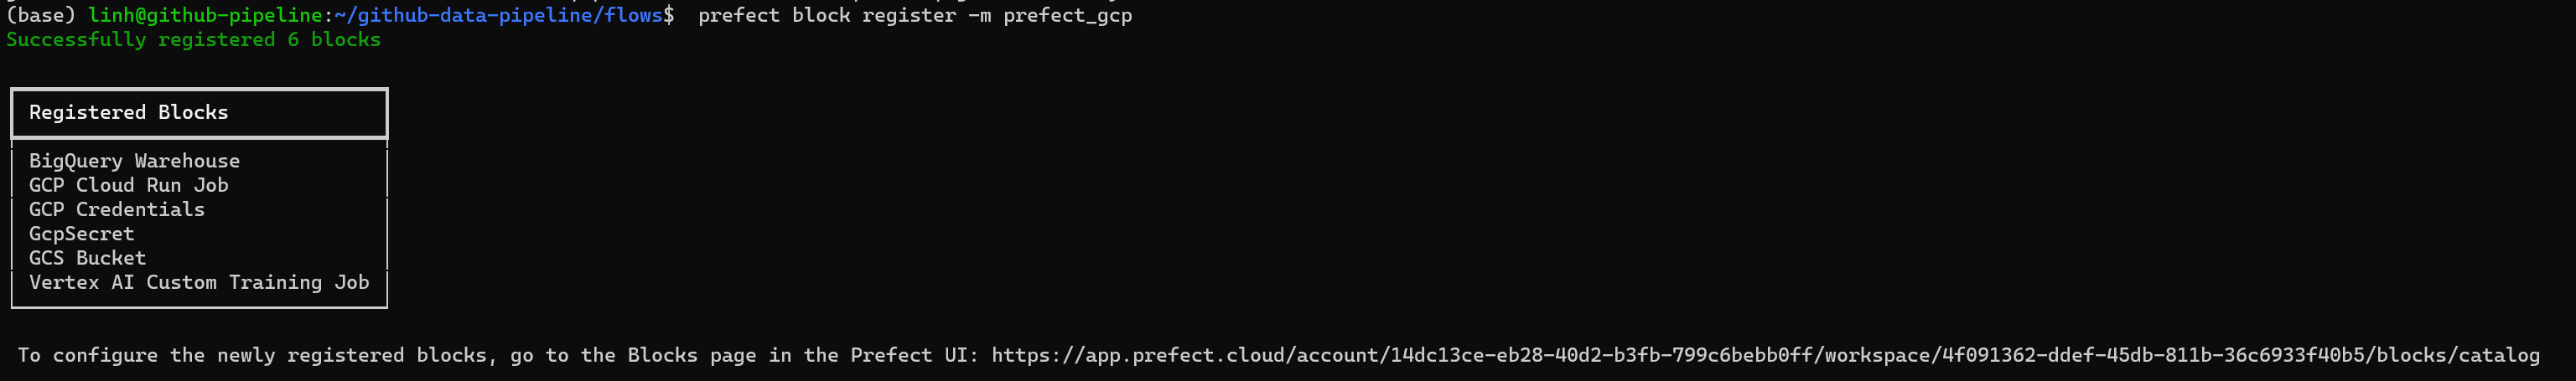 (base) linh@github-pipeline:~/github-data-pipeline/flows$  prefect block register -m prefect_gcp
Successfully registered 6 blocks
Registered Blocks
BigQuery Warehouse
GCP Cloud Run Job
GCP Credentials
GcpSecret
GCS Bucket
Vertex AI Custom Training Job
To configure the newly registered blocks, go to the Blocks page in the Prefect UI: https://app.prefect.cloud/account/14dc13ce-eb28-40d2-b3fb-799c6bebb0ff/workspace/4f091362-ddef-45db-811b-36c6933f40b5/blocks/catalog